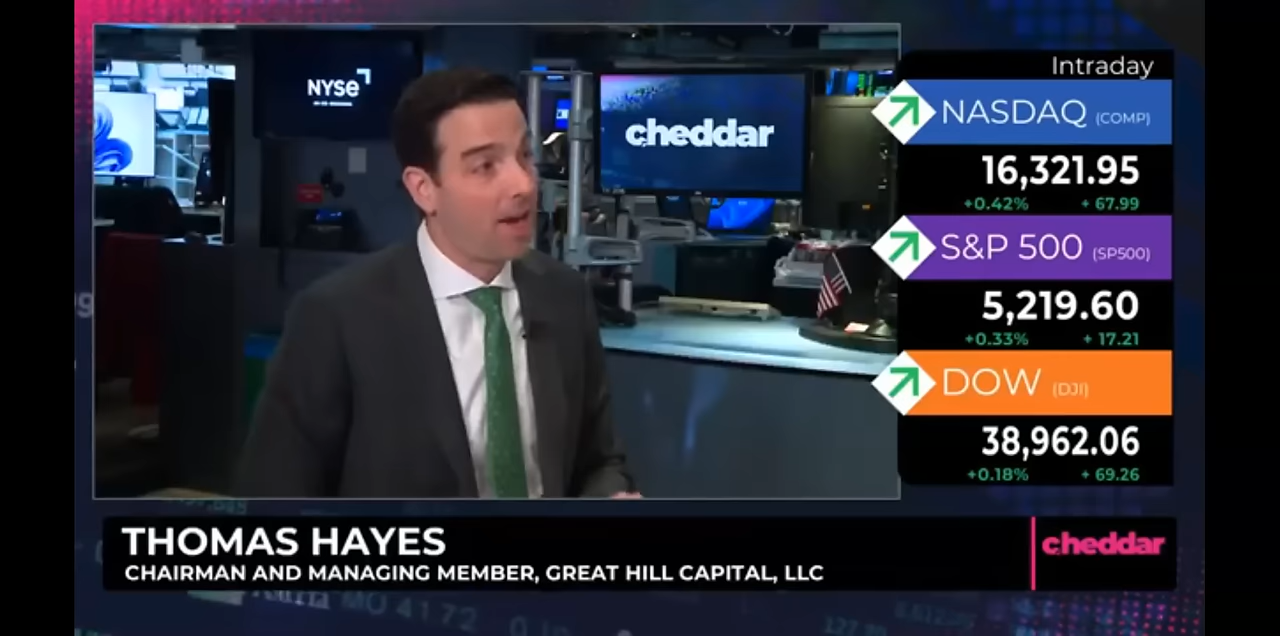 NYSE
cheddar
Intraday
NASDAQ (COMP)
16,321.95
+0.42% + 67.99
S&P 500 (SP500)
5,219.60
+0.33% + 17.21
DOW (DJI)
38,962.06
+0.18% + 69.26
THOMAS HAYES
CHAIRMAN AND MANAGING MEMBER, GREAT HILL CAPITAL, LLC
cheddar
MO 4172